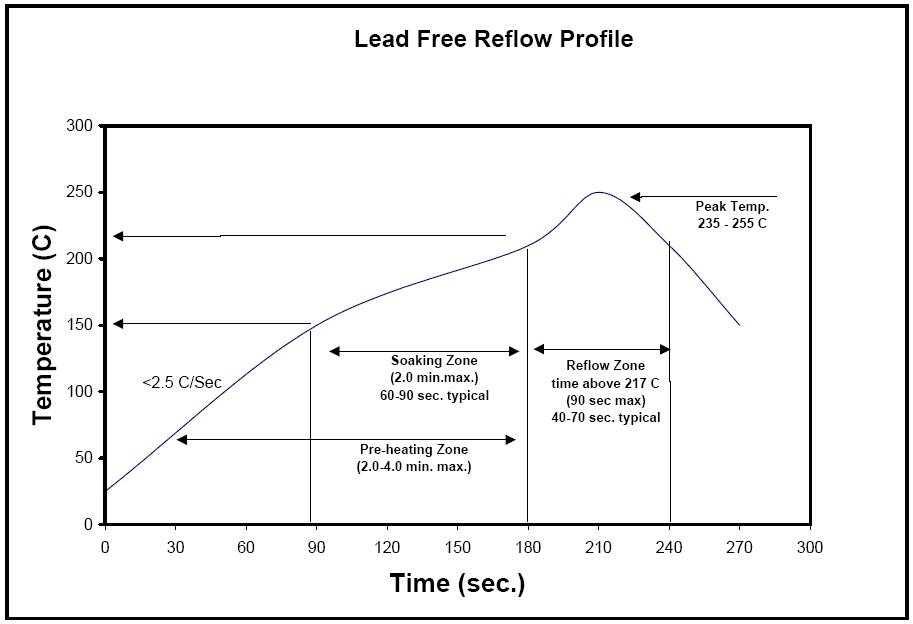 Lead Free Reflow Profile
300
250
200
150
100
50
0
Temperature (C)
Peak Temp.
235 - 255 C
<2.5 C/Sec
Soaking Zone
(2.0 min.max.)
60-90 sec. typical
Reflow Zone
time above 217 C
(90 sec max)
40-70 sec. typical
Pre-heating Zone
(2.0-4.0 min. max.)
0 30 60 90 120 150 180 210 240 270 300
Time (sec.)